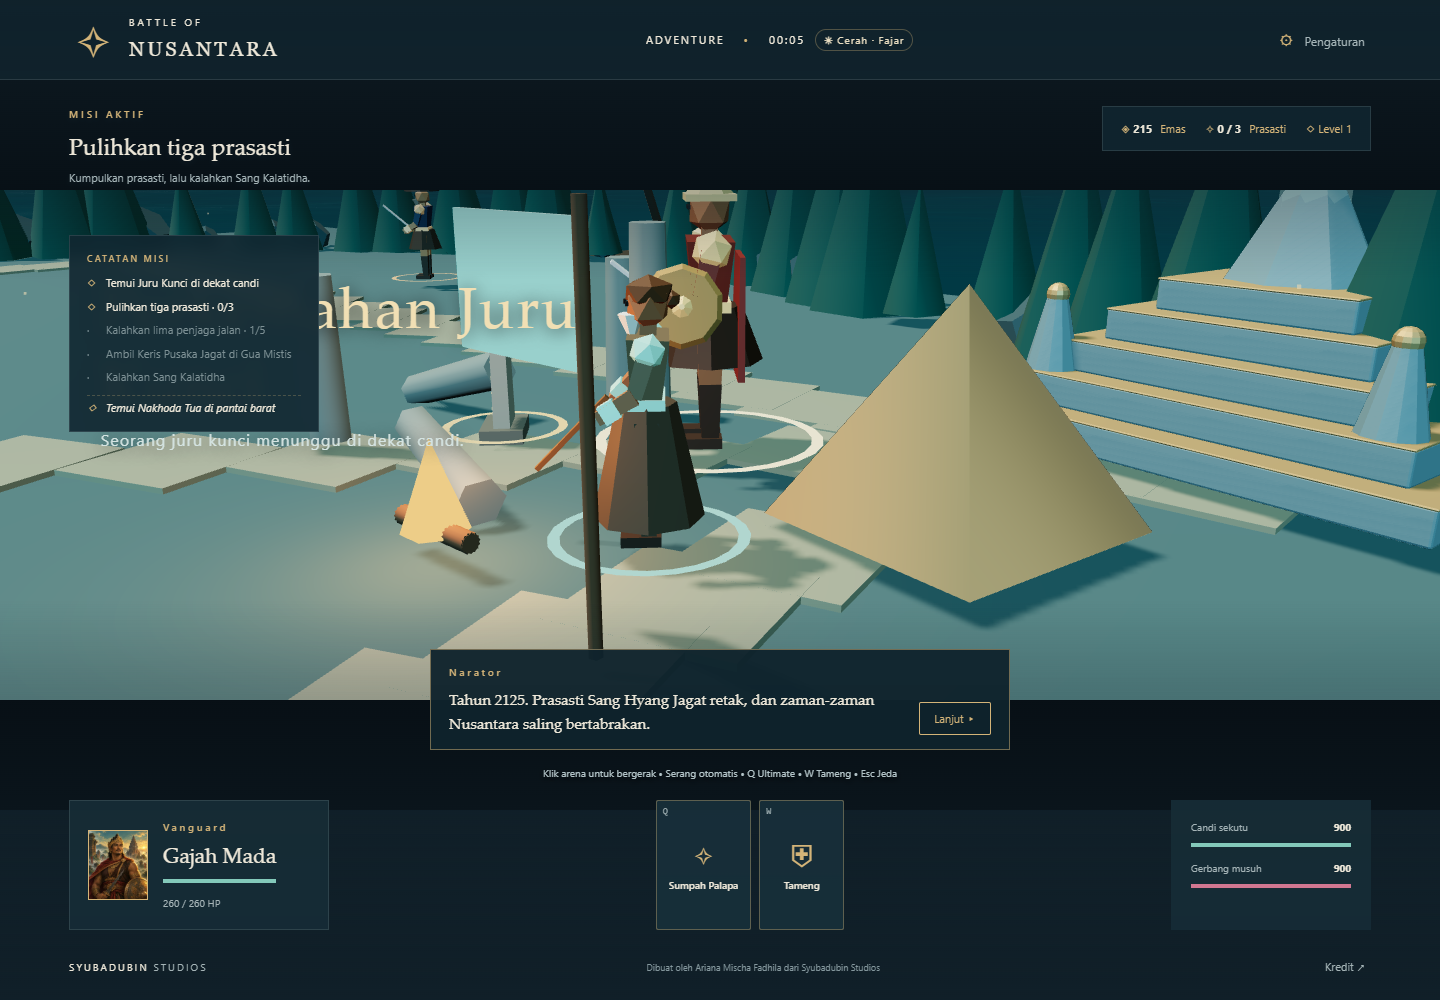 BATTLE OF
NUSANTARA
ADVENTURE • 00:05 Cerah · Fajar
Pengaturan
MISI AKTIF
Pulihkan tiga prasasti
Kumpulkan prasasti, lalu kalahkan Sang Kalatidha.
215 Emas 0 / 3 Prasasti Level 1
CATATAN MISI
Temui Juru Kunci di dekat candi
Pulihkan tiga prasasti · 0/3
Kalahkan lima penjaga jalan · 1/5
Ambil Keris Pusaka Jagat di Gua Mistis
Kalahkan Sang Kalatidha
Temui Nakhoda Tua di pantai barat
ahan Juru
Seorang juru kunci menunggu di dekat candi.
Narator
Tahun 2125. Prasasti Sang Hyang Jagat retak, dan zaman-zaman
Nusantara saling bertabrakan.
Lanjut ▸
Klik arena untuk bergerak • Serang otomatis • Q Ultimate • W Tameng • Esc Jeda
Vanguard
Gajah Mada
260 / 260 HP
Q
Sumpah Palapa
W
Tameng
Candi sekutu 900
Gerbang musuh 900
SYUBADUBIN STUDIOS
Dibuat oleh Ariana Mischa Fadhila dari Syubadubin Studios
Kredit ↗